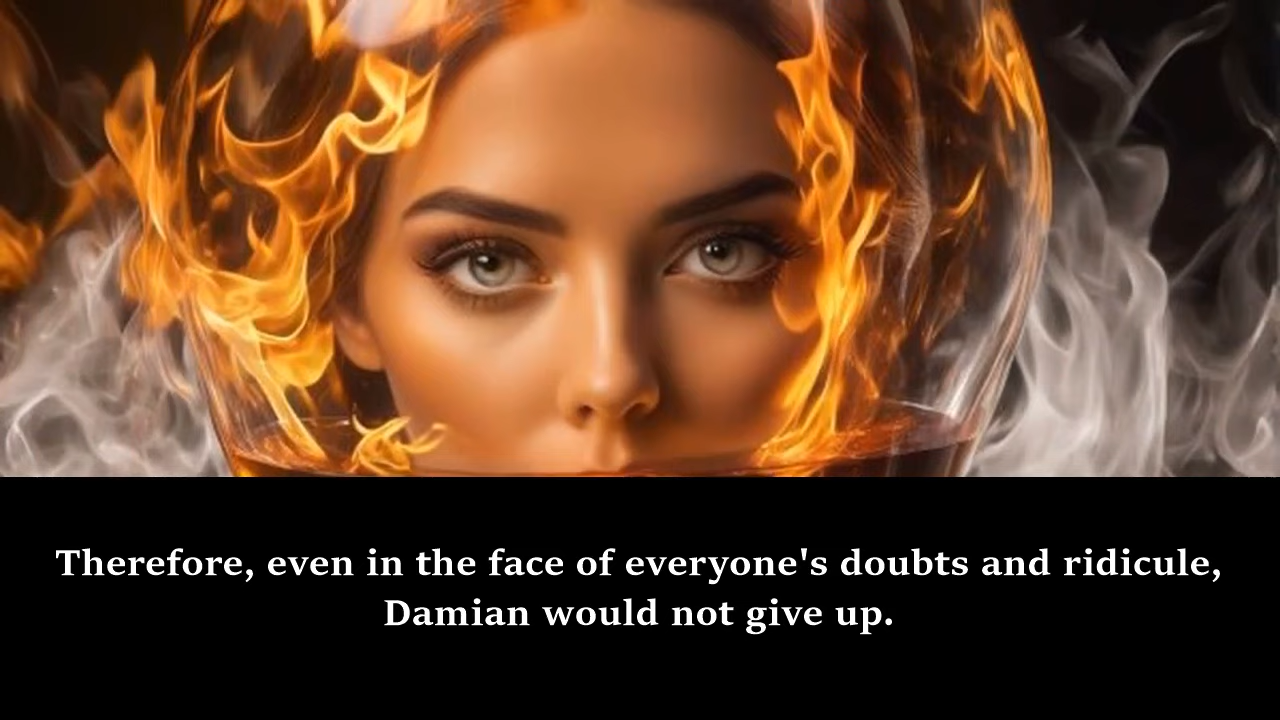 Therefore, even in the face of everyone's doubts and ridicule,
Damian would not give up.